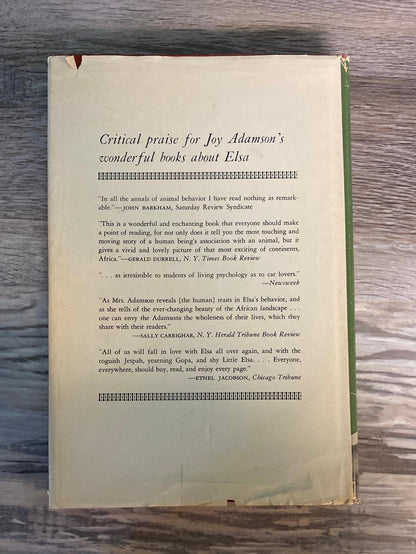 Critical praise for Joy Adamson's
wonderful books about Elsa
"In all the annals of animal behavior I have read nothing as remark-
able."—JOHN BARKHAM, Saturday Review Syndicate
"This is a wonderful and enchanting book that everyone should make
a point of reading, for not only does it tell you the most touching and
moving story of a human being's association with an animal, but it
gives a vivid and lovely picture of that most exciting of continents,
Africa."—GERALD DURRELL, N. Y. Times Book Review
". . . as irresistible to students of living psychology as to cat lovers."
—Newsweek
"As Mrs. Adamson reveals [the human] traits in Elsa's behavior, and
as she tells of the ever-changing beauty of the African landscape . . .
one can envy the Adamsons the wholeness of their lives, which they
share with their readers."
—SALLY CARRIGHAR, N. Y. Herald Tribune Book Review
"All of us will fall in love with Elsa all over again, and with the
roguish Jespah, yearning Gopa, and shy Little Elsa. . . . Everyone,
everywhere, should buy, read, and enjoy every page."
—ETHEL JACOBSON, Chicago Tribune